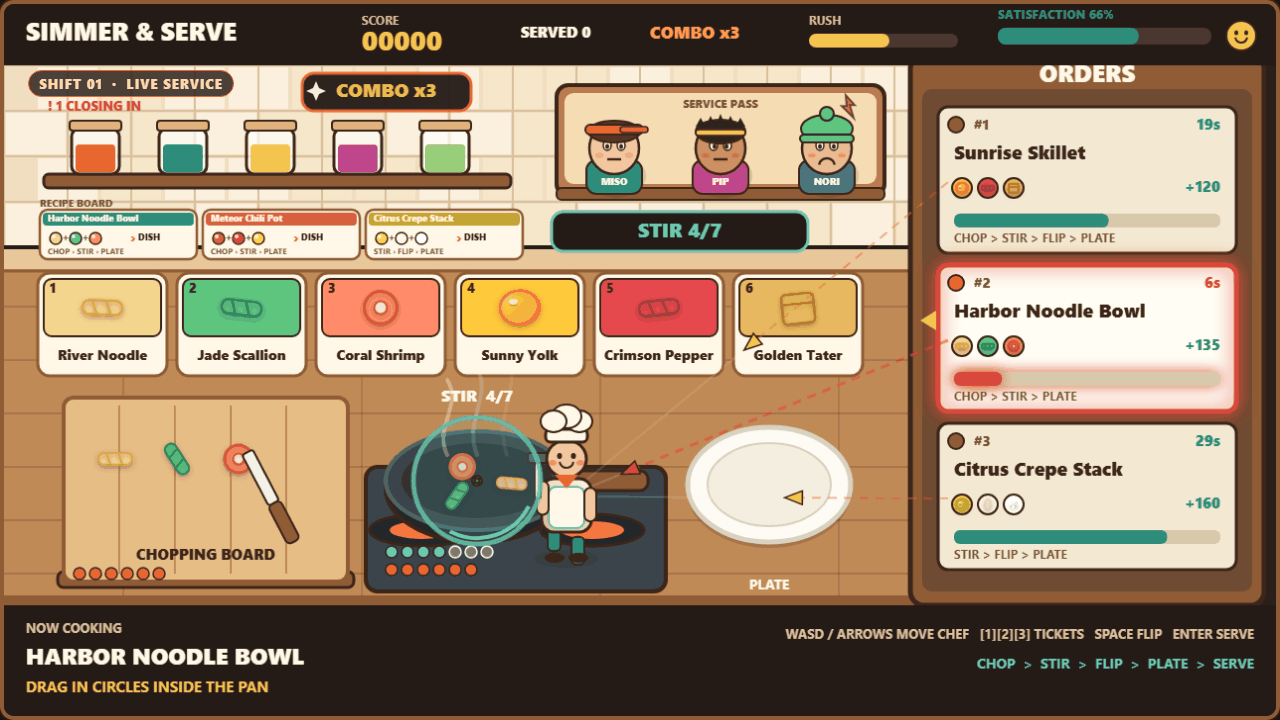 SIMMER & SERVE
SCORE
00000
SERVED 0
COMBO x3
RUSH
SATISFACTION 66%
SHIFT 01 · LIVE SERVICE
! 1 CLOSING IN
COMBO x3
SERVICE PASS
MISO
PIP
NORI
RECIPE BOARD
Harbor Noodle Bowl
+ + › DISH
CHOP › STIR › PLATE
Meteor Chili Pot
+ + › DISH
CHOP › STIR › PLATE
Citrus Crepe Stack
+ + › DISH
STIR › FLIP › PLATE
STIR 4/7
1
River Noodle
2
Jade Scallion
3
Coral Shrimp
4
Sunny Yolk
5
Crimson Pepper
6
Golden Tater
STIR 4/7
CHOPPING BOARD
PLATE
ORDERS
#1 19s
Sunrise Skillet
+120
CHOP > STIR > FLIP > PLATE
#2 6s
Harbor Noodle Bowl
+135
CHOP > STIR > PLATE
#3 29s
Citrus Crepe Stack
+160
STIR > FLIP > PLATE
NOW COOKING
HARBOR NOODLE BOWL
DRAG IN CIRCLES INSIDE THE PAN
WASD / ARROWS MOVE CHEF [1][2][3] TICKETS SPACE FLIP ENTER SERVE
CHOP > STIR > FLIP > PLATE > SERVE